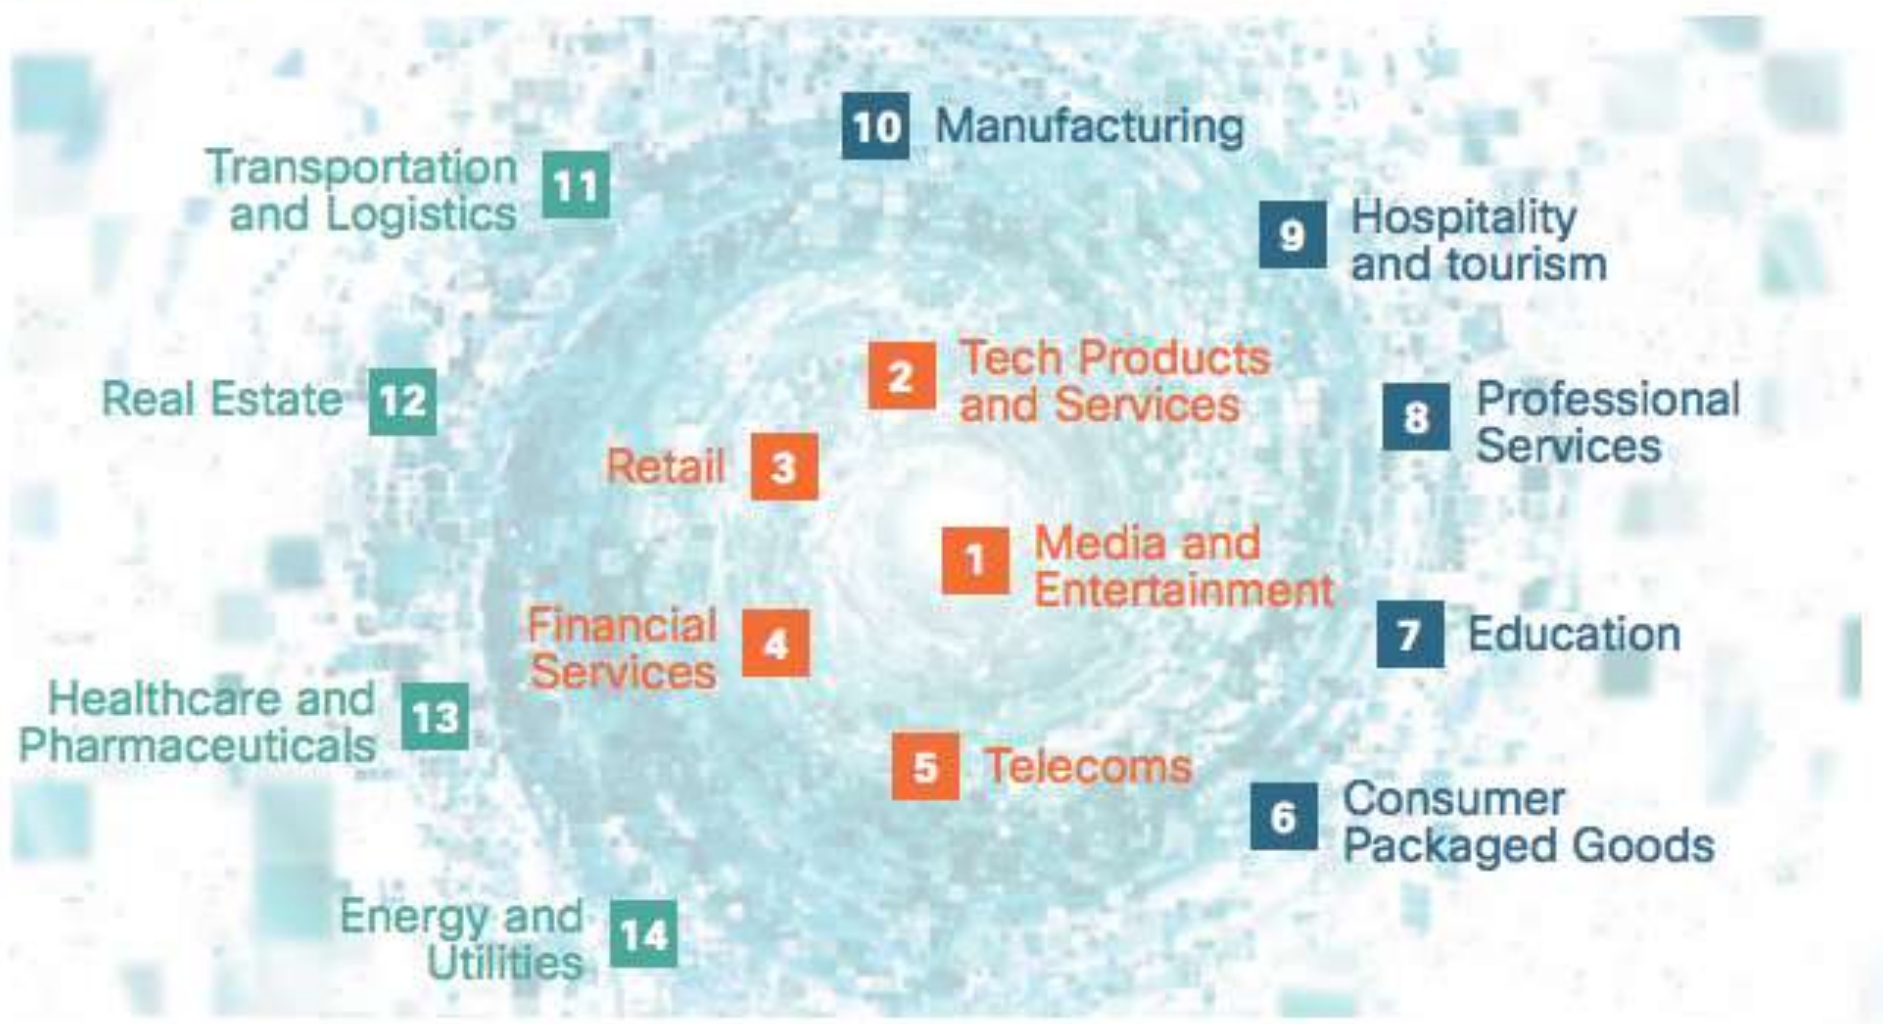 10 Manufacturing
Transportation
and Logistics
11
9
Hospitality
and tourism
2
Tech Products
and Services
Real Estate 12
8
Professional
Services
Retail 3
1
Media and
Entertainment
Financial
Services
4
7 Education
Healthcare and
Pharmaceuticals
13
5 Telecoms
6
Consumer
Packaged Goods
Energy and
Utilities
14